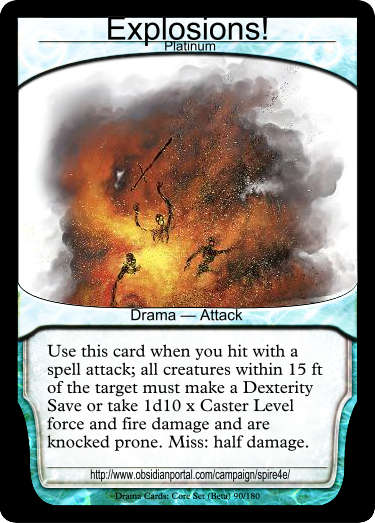 Explosions!
Platinum
Drama — Attack
Use this card when you hit with a
spell attack; all creatures within 15 ft
of the target must make a Dexterity
Save or take 1d10 x Caster Level
force and fire damage and are
knocked prone. Miss: half damage.
http://www.obsidianportal.com/campaign/spire4e/
Drama Cards: Core Set (Beta) 90/180